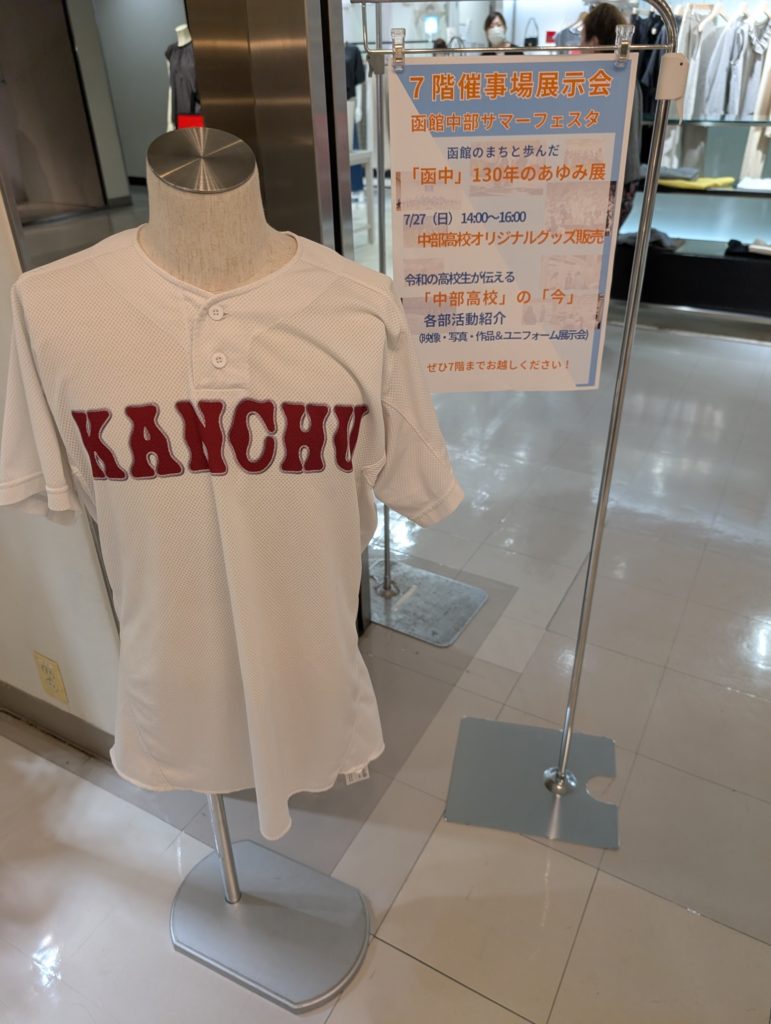 7階催事場展示会
函館中部サマーフェスタ
函館のまちと歩んだ
「函中」130年のあゆみ展
7/27（日） 14:00～16:00
中部高校オリジナルグッズ販売
令和の高校生が伝える
「中部高校」の「今」
各部活動紹介
（映像・写真・作品&ユニフォーム展示会）
ぜひ7階までお越しください！
KANCHU